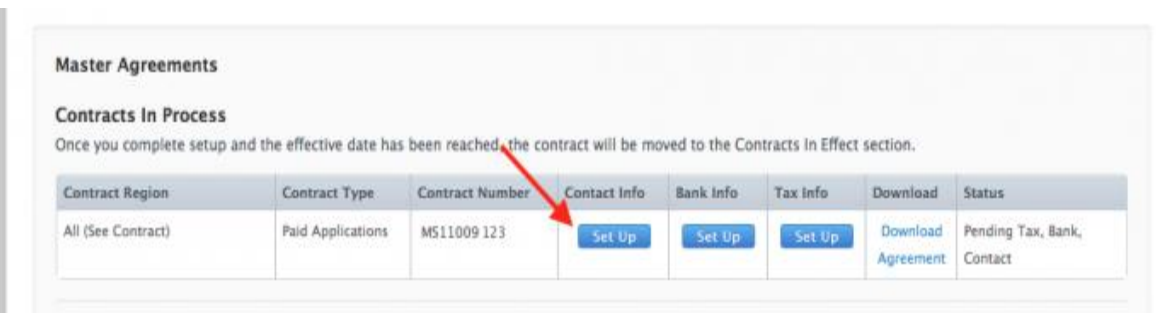 Master Agreements
Contracts In Process
Once you complete setup and the effective date has been reached, the contract will be moved to the Contracts In Effect section.
Contract Region Contract Type Contract Number Contact Info Bank Info Tax Info Download Status
All (See Contract) Paid Applications MS11009 123 Set Up Set Up Set Up Download Pending Tax, Bank,
Agreement Contact